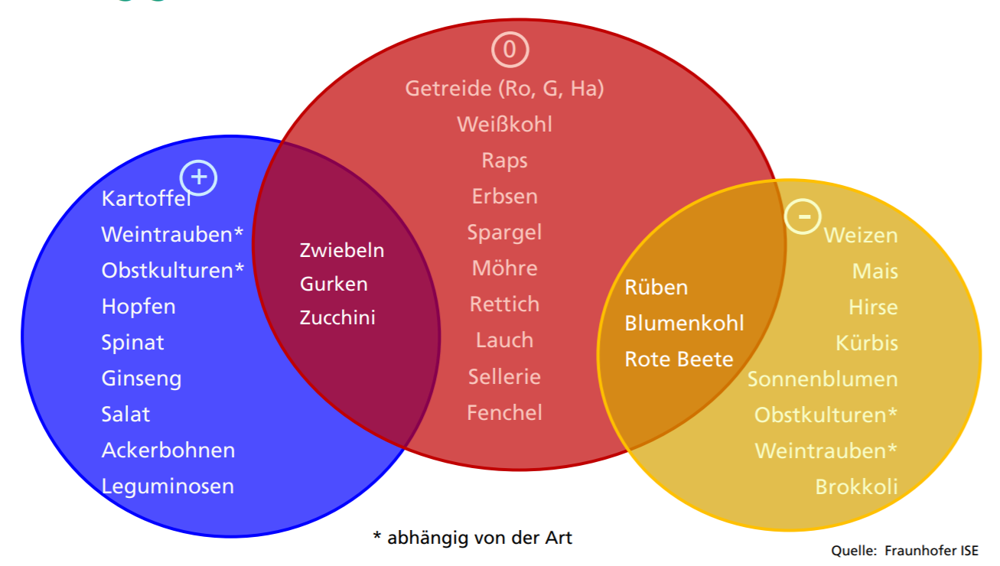 0
Getreide (Ro, G, Ha)
Weißkohl
Raps
Erbsen
Spargel
Möhre
Rettich
Lauch
Sellerie
Fenchel
+
Kartoffel
Weintrauben*
Obstkulturen*
Hopfen
Spinat
Ginseng
Salat
Ackerbohnen
Leguminosen
Zwiebeln
Gurken
Zucchini
Rüben
Blumenkohl
Rote Beete
-
Weizen
Mais
Hirse
Kürbis
Sonnenblumen
Obstkulturen*
Weintrauben*
Brokkoli
* abhängig von der Art
Quelle: Fraunhofer ISE